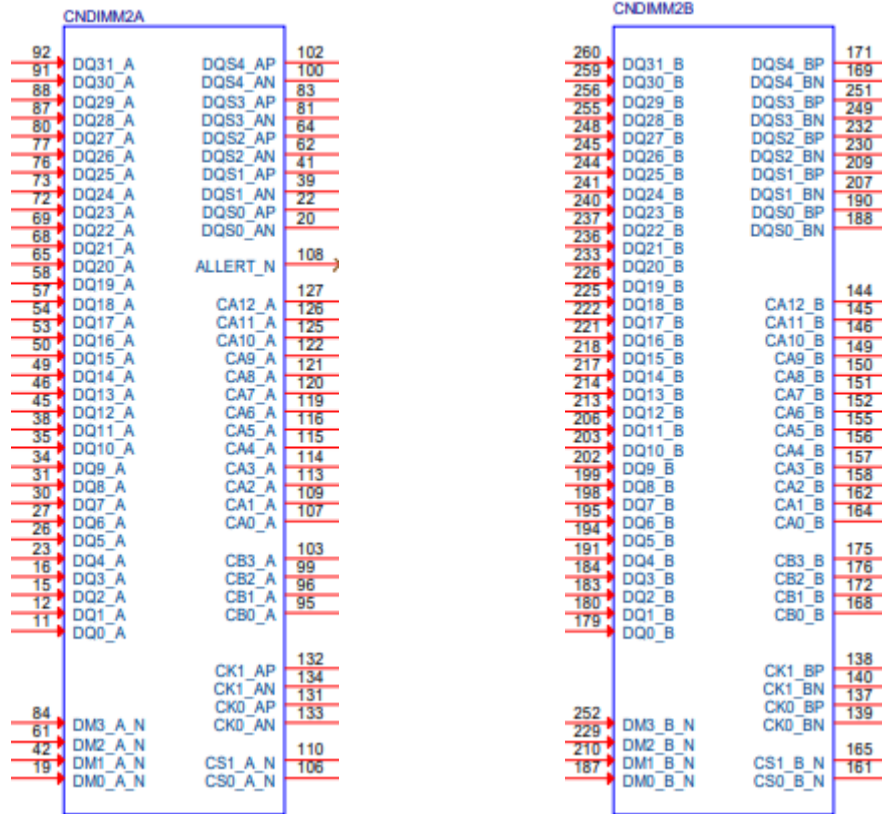 CNDIMM2A
92 DQ31_A DQS4_AP 102
91 DQ30_A DQS4_AN 100
88 DQ29_A DQS3_AP 83
87 DQ28_A DQS3_AN 81
80 DQ27_A DQS2_AP 64
77 DQ26_A DQS2_AN 62
76 DQ25_A DQS1_AP 41
73 DQ24_A DQS1_AN 39
72 DQ23_A DQS0_AP 22
69 DQ22_A DQS0_AN 20
68 DQ21_A
65 DQ20_A ALLERT_N 108
58 DQ19_A
57 DQ18_A CA12_A 127
54 DQ17_A CA11_A 126
53 DQ16_A CA10_A 125
50 DQ15_A CA9_A 122
49 DQ14_A CA8_A 121
46 DQ13_A CA7_A 120
45 DQ12_A CA6_A 119
38 DQ11_A CA5_A 116
35 DQ10_A CA4_A 115
34 DQ9_A CA3_A 114
31 DQ8_A CA2_A 113
30 DQ7_A CA1_A 109
27 DQ6_A CA0_A 107
26 DQ5_A
23 DQ4_A CB3_A 103
16 DQ3_A CB2_A 99
15 DQ2_A CB1_A 96
12 DQ1_A CB0_A 95
11 DQ0_A
CK1_AP 132
CK1_AN 134
CK0_AP 131
84 DM3_A_N CK0_AN 133
61 DM2_A_N
42 DM1_A_N CS1_A_N 110
19 DM0_A_N CS0_A_N 106
CNDIMM2B
260 DQ31_B DQS4_BP 171
259 DQ30_B DQS4_BN 169
256 DQ29_B DQS3_BP 251
255 DQ28_B DQS3_BN 249
248 DQ27_B DQS2_BP 232
245 DQ26_B DQS2_BN 230
244 DQ25_B DQS1_BP 209
241 DQ24_B DQS1_BN 207
240 DQ23_B DQS0_BP 190
237 DQ22_B DQS0_BN 188
236 DQ21_B
233 DQ20_B
226 DQ19_B
225 DQ18_B CA12_B 144
222 DQ17_B CA11_B 145
221 DQ16_B CA10_B 146
218 DQ15_B CA9_B 149
217 DQ14_B CA8_B 150
214 DQ13_B CA7_B 151
213 DQ12_B CA6_B 152
206 DQ11_B CA5_B 155
203 DQ10_B CA4_B 156
202 DQ9_B CA3_B 157
199 DQ8_B CA2_B 158
198 DQ7_B CA1_B 162
195 DQ6_B CA0_B 164
194 DQ5_B
191 DQ4_B CB3_B 175
184 DQ3_B CB2_B 176
183 DQ2_B CB1_B 172
180 DQ1_B CB0_B 168
179 DQ0_B
CK1_BP 138
CK1_BN 140
CK0_BP 137
252 DM3_B_N CK0_BN 139
229 DM2_B_N
210 DM1_B_N CS1_B_N 165
187 DM0_B_N CS0_B_N 161